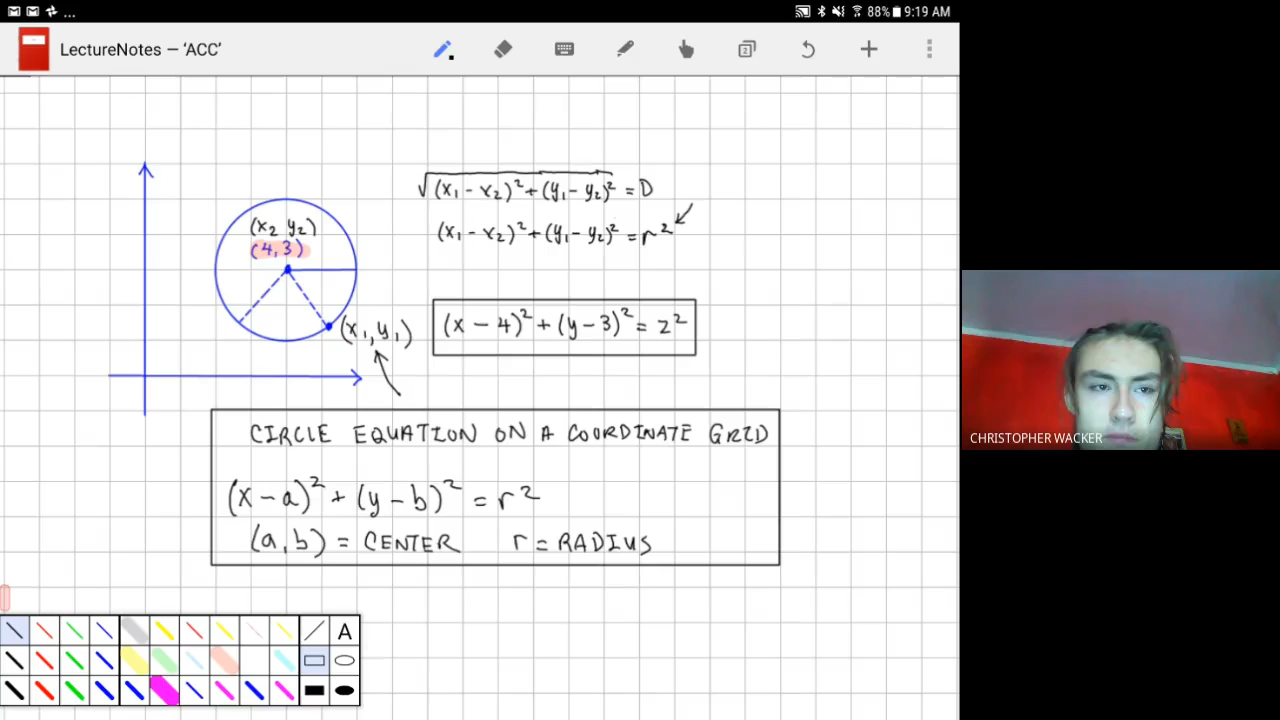 ... 88% 9:19 AM
LectureNotes – ‘ACC’
2
√(x₁ - x₂)² + (y₁ - y₂)² = D
(x₁ - x₂)² + (y₁ - y₂)² = r²
(x₂ y₂)
(4,3)
(x₁, y₁)
(x - 4)² + (y - 3)² = 2²
CIRCLE EQUATION ON A COORDINATE GRID
(x - a)² + (y - b)² = r²
(a, b) = CENTER r = RADIUS
A
CHRISTOPHER WACKER